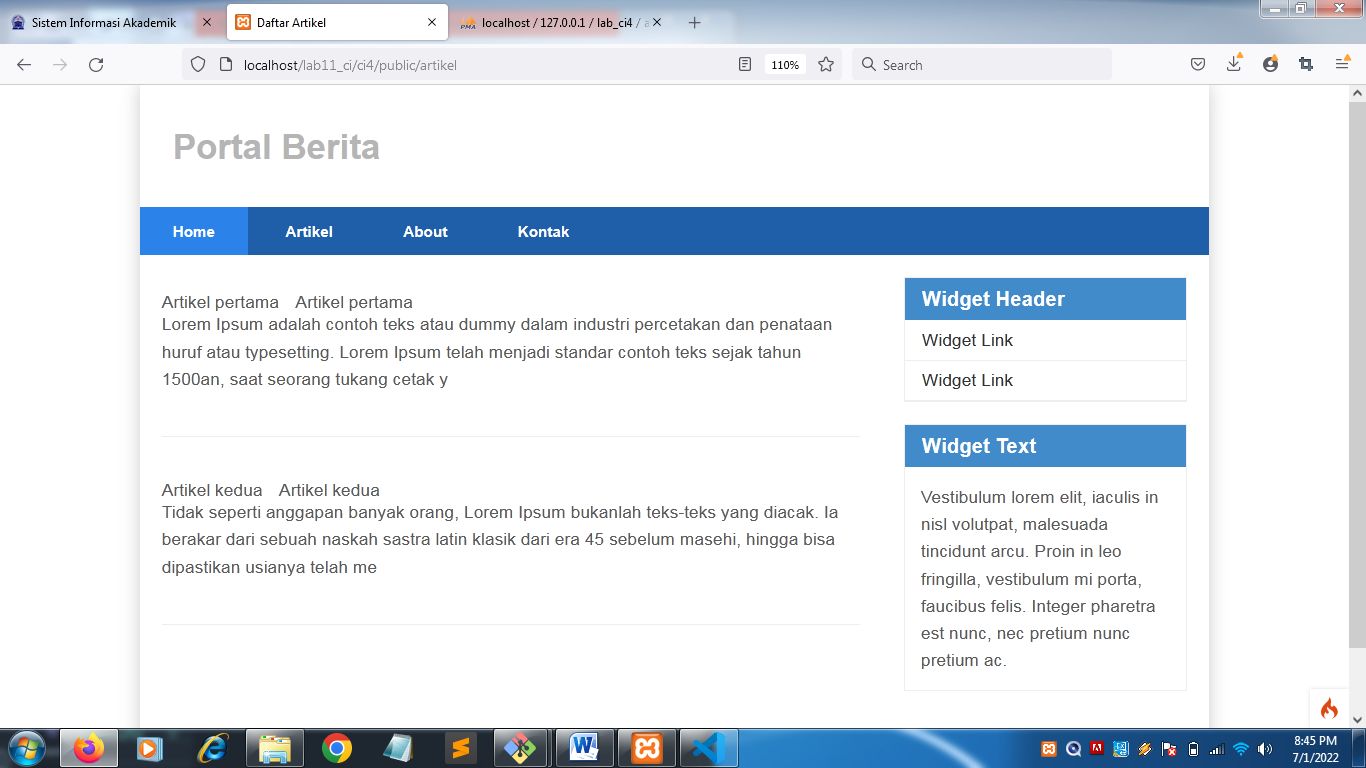 Sistem Informasi Akademik
Daftar Artikel
PMA localhost / 127.0.0.1 / lab_ci4 / a
localhost/lab11_ci/ci4/public/artikel
110%
Search
Portal Berita
Home Artikel About Kontak
Artikel pertama Artikel pertama
Lorem Ipsum adalah contoh teks atau dummy dalam industri percetakan dan penataan
huruf atau typesetting. Lorem Ipsum telah menjadi standar contoh teks sejak tahun
1500an, saat seorang tukang cetak y
Artikel kedua Artikel kedua
Tidak seperti anggapan banyak orang, Lorem Ipsum bukanlah teks-teks yang diacak. Ia
berakar dari sebuah naskah sastra latin klasik dari era 45 sebelum masehi, hingga bisa
dipastikan usianya telah me
Widget Header
Widget Link
Widget Link
Widget Text
Vestibulum lorem elit, iaculis in
nisl volutpat, malesuada
tincidunt arcu. Proin in leo
fringilla, vestibulum mi porta,
faucibus felis. Integer pharetra
est nunc, nec pretium nunc
pretium ac.
8:45 PM
7/1/2022